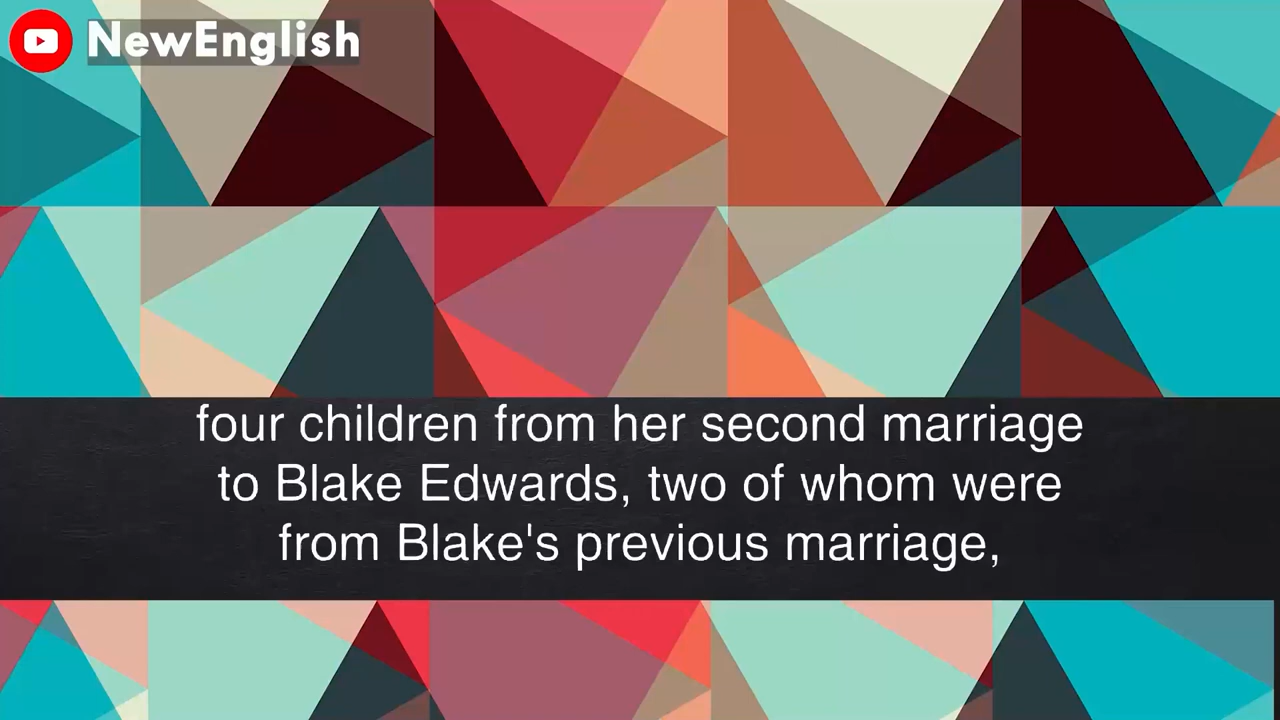 NewEnglish
four children from her second marriage
to Blake Edwards, two of whom were
from Blake's previous marriage,